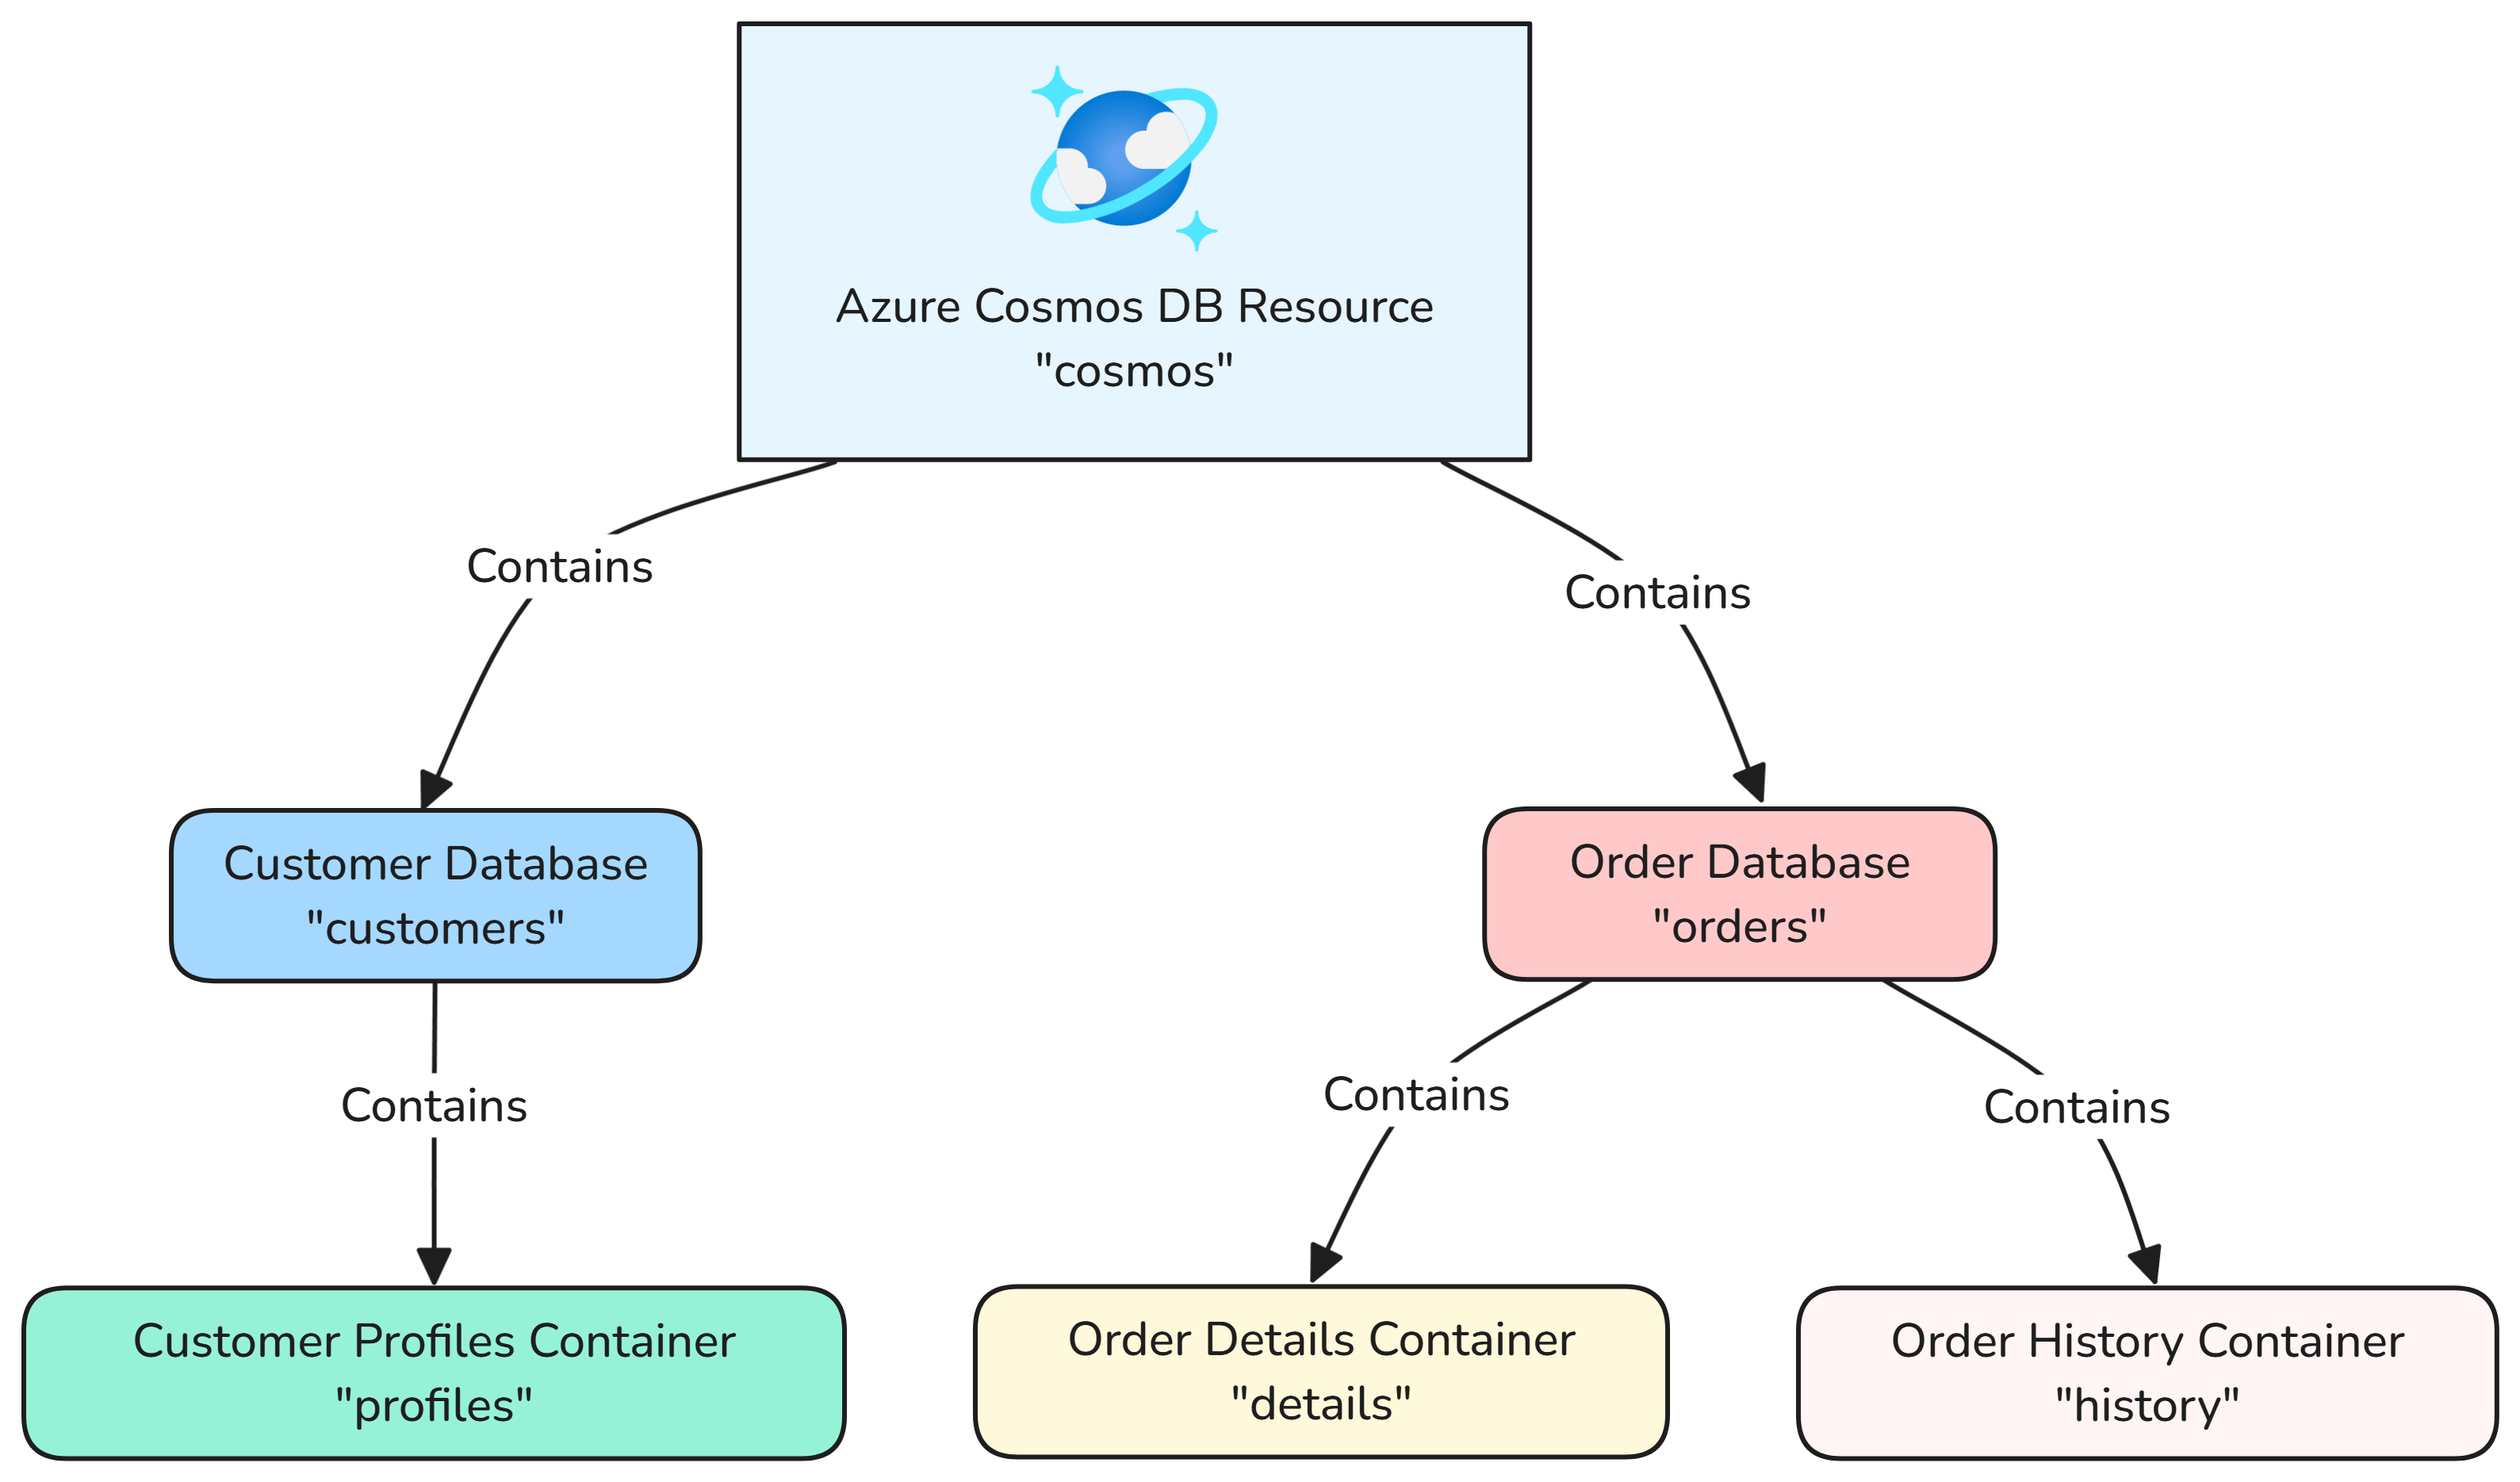 Azure Cosmos DB Resource
"cosmos"
Contains
Contains
Customer Database
"customers"
Order Database
"orders"
Contains
Contains
Contains
Customer Profiles Container
"profiles"
Order Details Container
"details"
Order History Container
"history"